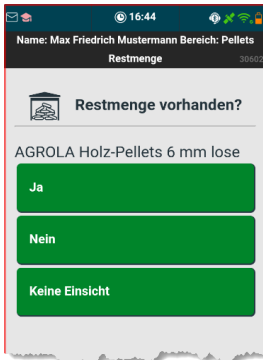 16:44
Name: Max Friedrich Mustermann Bereich: Pellets
Restmenge
30602
Restmenge vorhanden?
AGROLA Holz-Pellets 6 mm lose
Ja
Nein
Keine Einsicht